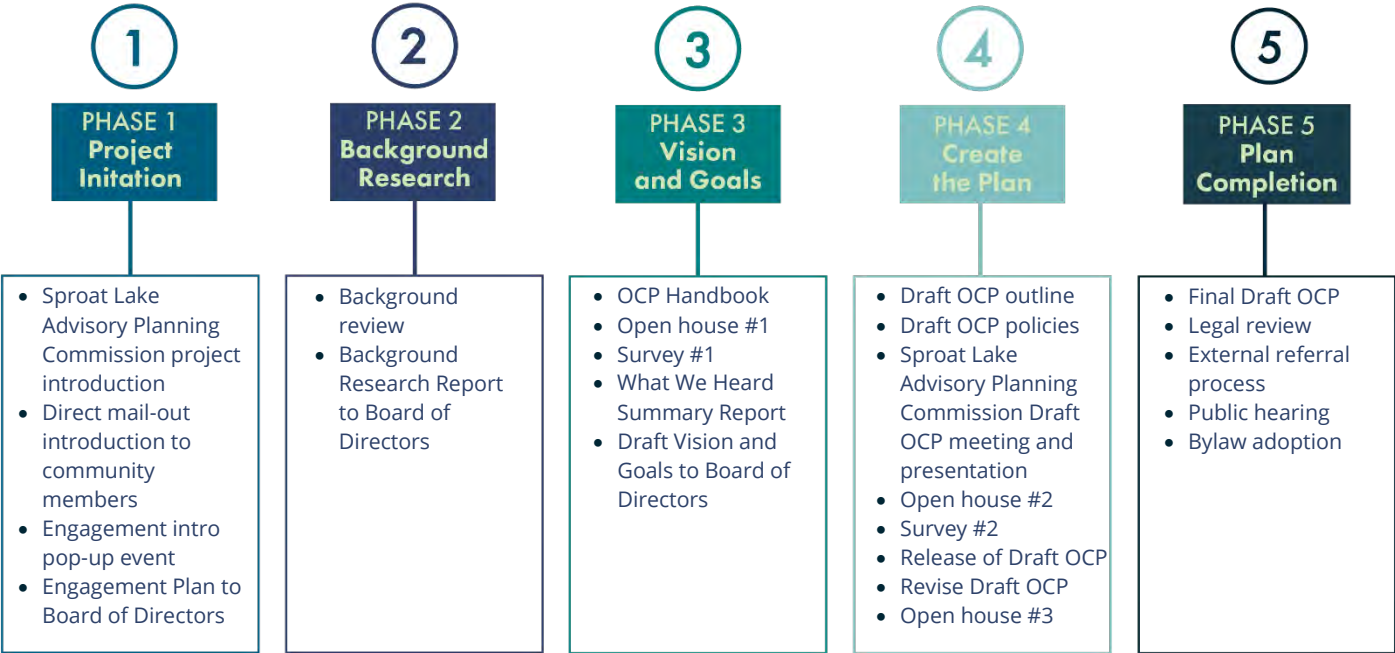 1
PHASE 1
Project
Initation
• Sproat Lake
Advisory Planning
Commission project
introduction
• Direct mail-out
introduction to
community
members
• Engagement intro
pop-up event
• Engagement Plan to
Board of Directors
2
PHASE 2
Background
Research
• Background
review
• Background
Research Report
to Board of
Directors
3
PHASE 3
Vision
and Goals
• OCP Handbook
• Open house #1
• Survey #1
• What We Heard
Summary Report
• Draft Vision and
Goals to Board of
Directors
4
PHASE 4
Create
the Plan
• Draft OCP outline
• Draft OCP policies
• Sproat Lake
Advisory Planning
Commission Draft
OCP meeting and
presentation
• Open house #2
• Survey #2
• Release of Draft OCP
• Revise Draft OCP
• Open house #3
5
PHASE 5
Plan
Completion
• Final Draft OCP
• Legal review
• External referral
process
• Public hearing
• Bylaw adoption